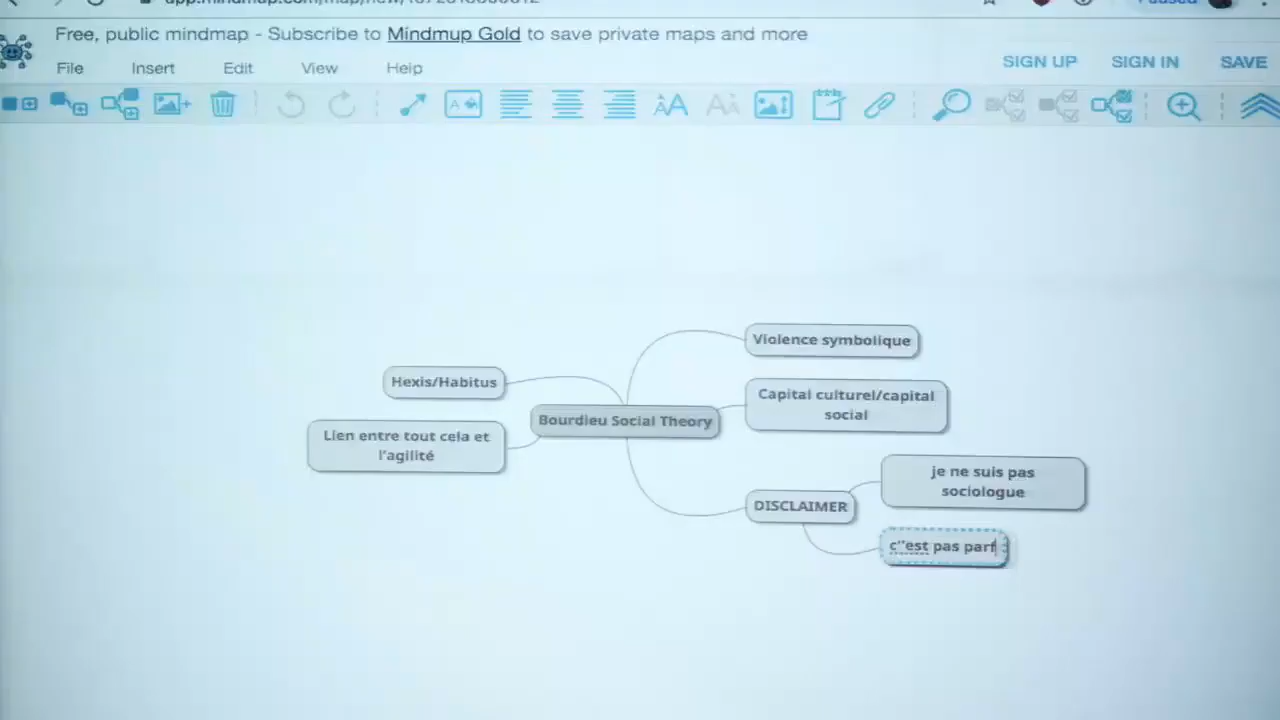 Free, public mindmap - Subscribe to Mindmup Gold to save private maps and more
File Insert Edit View Help
SIGN UP SIGN IN SAVE
Violence symbolique
Hexis/Habitus
Capital culturel/capital
social
Bourdieu Social Theory
Lien entre tout cela et
l'agilité
je ne suis pas
sociologue
DISCLAIMER
c''est pas parf